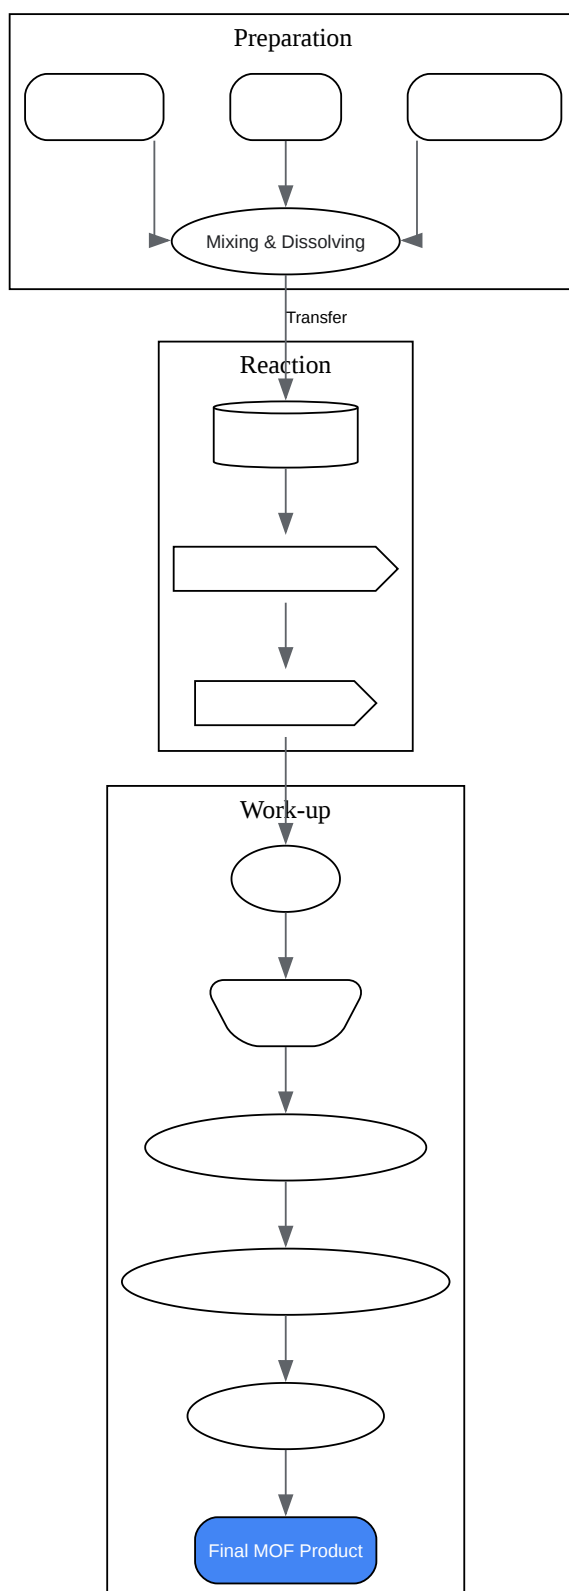 Preparation
Mixing & Dissolving
Transfer
Reaction
Work-up
Final MOF Product